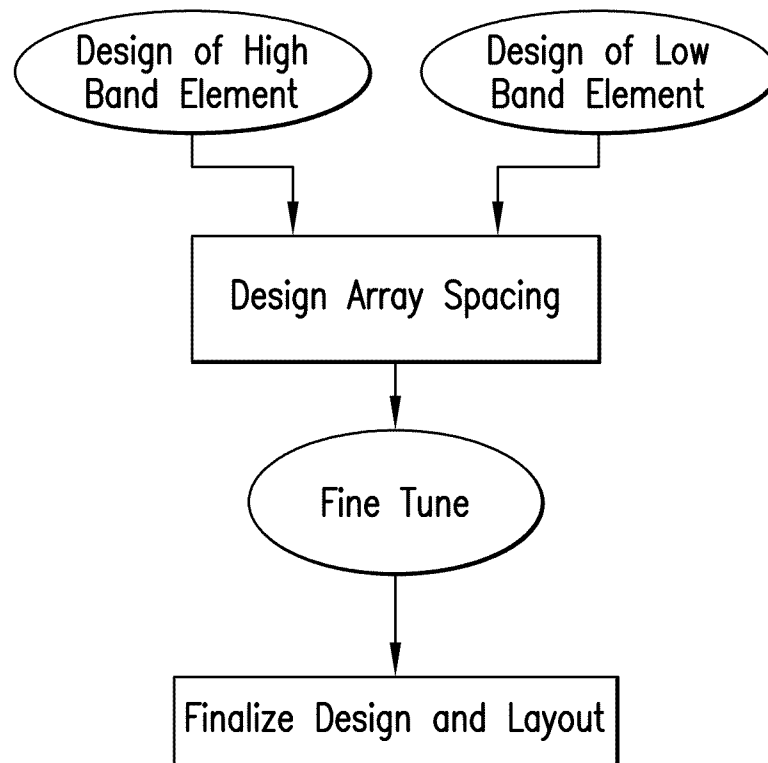 Design of High
Band Element
Design of Low
Band Element
Design Array Spacing
Fine Tune
Finalize Design and Layout